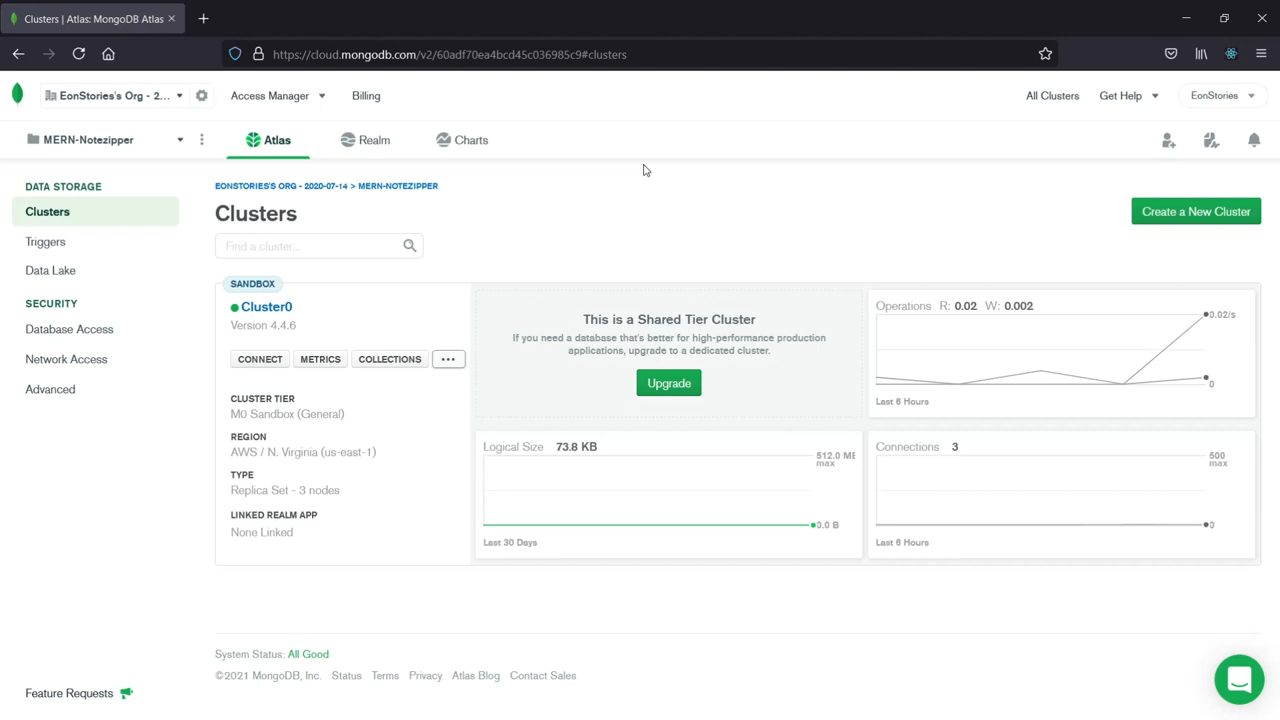 Clusters | Atlas: MongoDB Atlas
https://cloud.mongodb.com/v2/60adf70ea4bcd45c036985c9#clusters
EonStories's Org - 2...
Access Manager
Billing
All Clusters
Get Help
EonStories
MERN-Notezipper
Atlas
Realm
Charts
DATA STORAGE
Clusters
Triggers
Data Lake
SECURITY
Database Access
Network Access
Advanced
EONSTORIES'S ORG - 2020-07-14 > MERN-NOTEZIPPER
Clusters
Create a New Cluster
Find a cluster...
SANDBOX
Cluster0
Version 4.4.6
CONNECT
METRICS
COLLECTIONS
...
CLUSTER TIER
M0 Sandbox (General)
REGION
AWS / N. Virginia (us-east-1)
TYPE
Replica Set - 3 nodes
LINKED REALM APP
None Linked
This is a Shared Tier Cluster
If you need a database that's better for high-performance production
applications, upgrade to a dedicated cluster.
Upgrade
Operations R: 0.02 W: 0.002
0.02/s
0
Last 6 Hours
Logical Size 73.8 KB
512.0 MB
max
0.0 B
Last 30 Days
Connections 3
500
max
0
Last 6 Hours
System Status: All Good
©2021 MongoDB, Inc. Status Terms Privacy Atlas Blog Contact Sales
Feature Requests